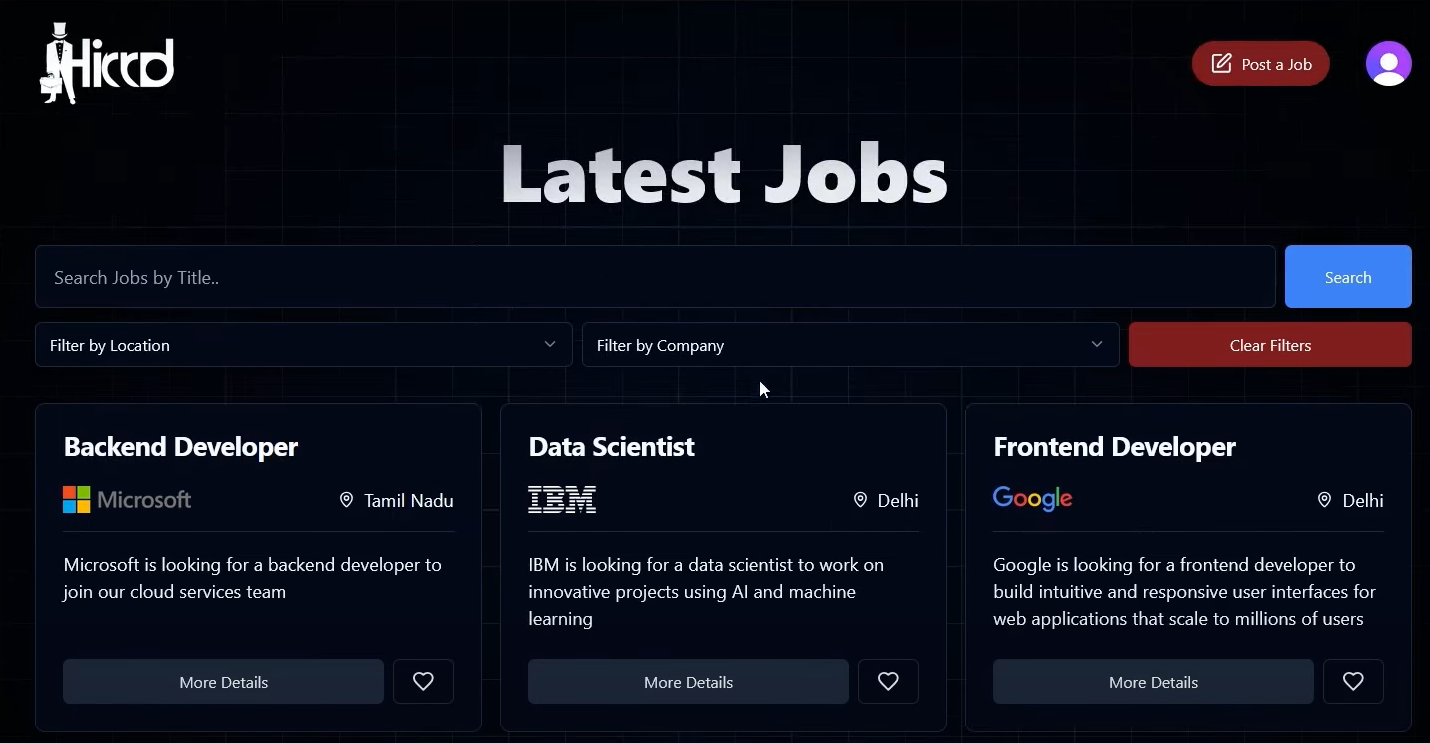 Hirrd
Post a Job
Latest Jobs
Search Jobs by Title..
Search
Filter by Location
Filter by Company
Clear Filters
Backend Developer
Microsoft
Tamil Nadu
Microsoft is looking for a backend developer to
join our cloud services team
More Details
Data Scientist
IBM
Delhi
IBM is looking for a data scientist to work on
innovative projects using AI and machine
learning
More Details
Frontend Developer
Google
Delhi
Google is looking for a frontend developer to
build intuitive and responsive user interfaces for
web applications that scale to millions of users
More Details